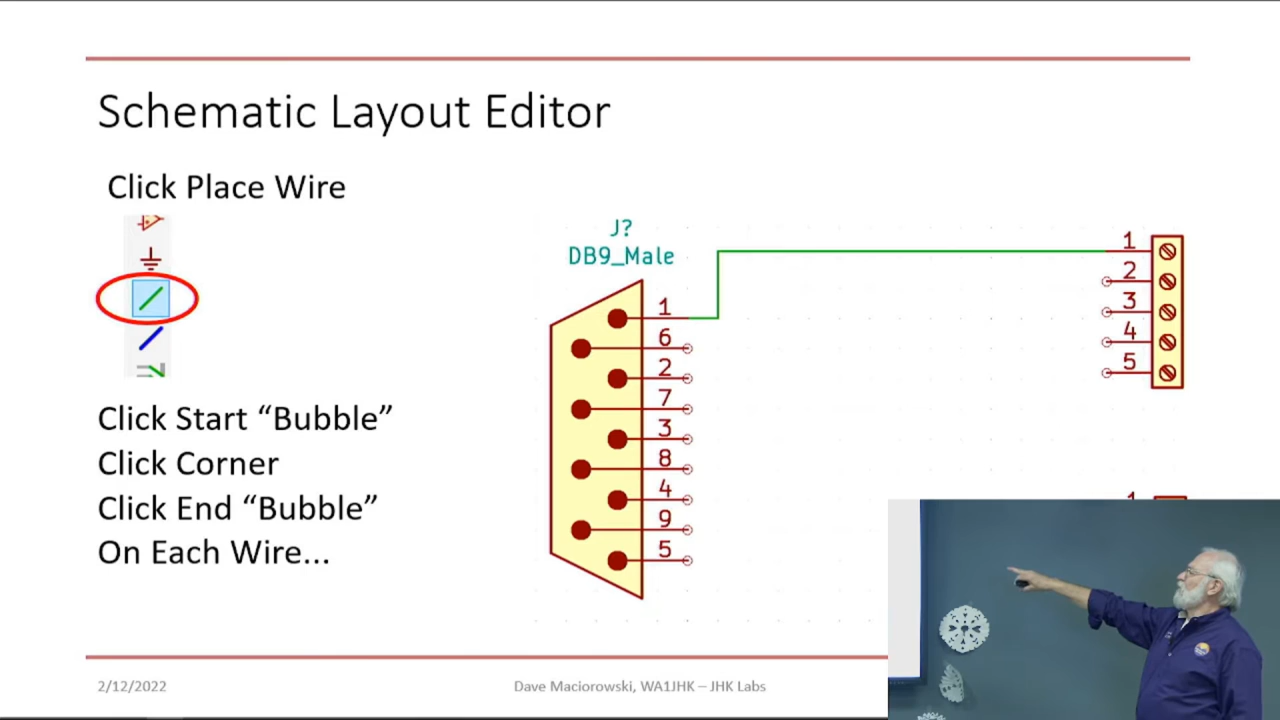 Schematic Layout Editor
Click Place Wire
J?
DB9_Male
1
6
2
7
3
8
4
9
5
1
2
3
4
5
1
Click Start “Bubble”
Click Corner
Click End “Bubble”
On Each Wire...
2/12/2022
Dave Maciorowski, WA1JHK – JHK Labs